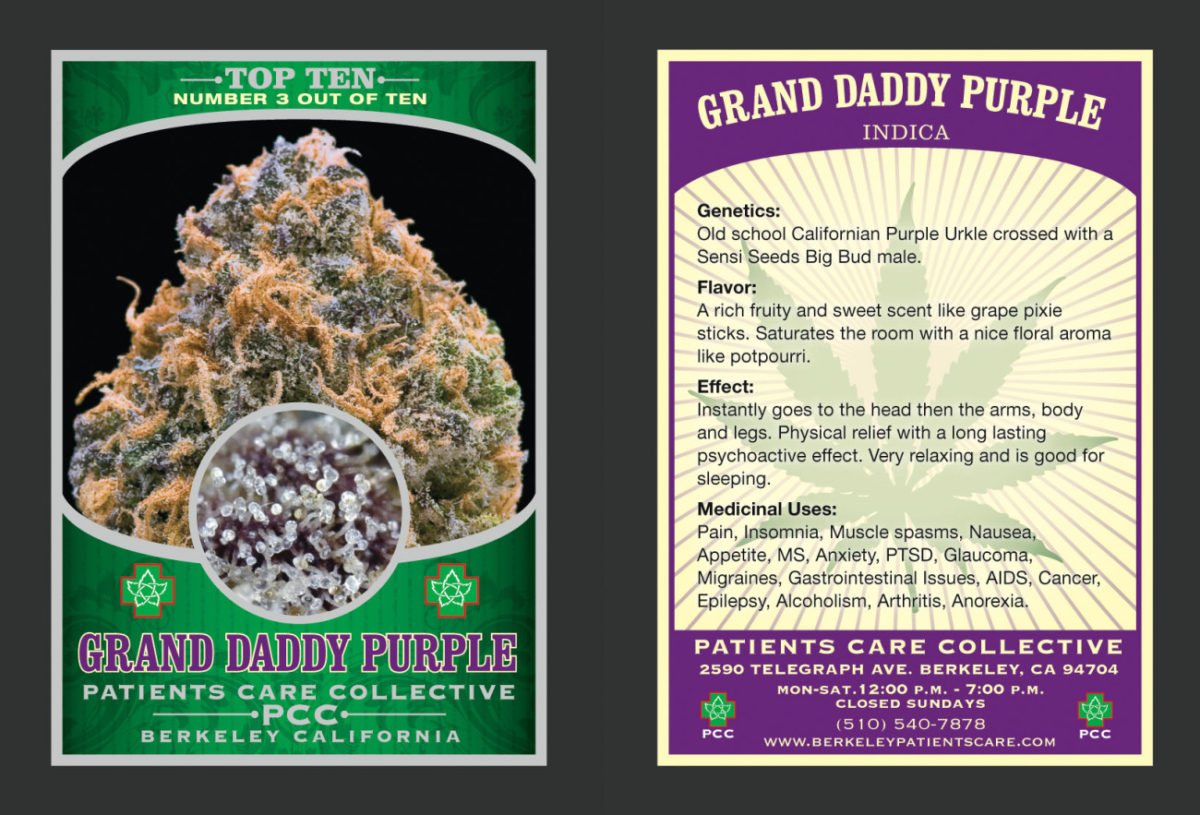 TOP TEN
NUMBER 3 OUT OF TEN
GRAND DADDY PURPLE
PATIENTS CARE COLLECTIVE
PCC
BERKELEY CALIFORNIA
GRAND DADDY PURPLE
INDICA
Genetics:
Old school Californian Purple Urkle crossed with a
Sensi Seeds Big Bud male.
Flavor:
A rich fruity and sweet scent like grape pixie
sticks. Saturates the room with a nice floral aroma
like potpourri.
Effect:
Instantly goes to the head then the arms, body
and legs. Physical relief with a long lasting
psychoactive effect. Very relaxing and is good for
sleeping.
Medicinal Uses:
Pain, Insomnia, Muscle spasms, Nausea,
Appetite, MS, Anxiety, PTSD, Glaucoma,
Migraines, Gastrointestinal Issues, AIDS, Cancer,
Epilepsy, Alcoholism, Arthritis, Anorexia.
PATIENTS CARE COLLECTIVE
2590 TELEGRAPH AVE. BERKELEY, CA 94704
MON-SAT.12:00 P.M. - 7:00 P.M.
CLOSED SUNDAYS
(510) 540-7878
WWW.BERKELEYPATIENTSCARE.COM
PCC
PCC